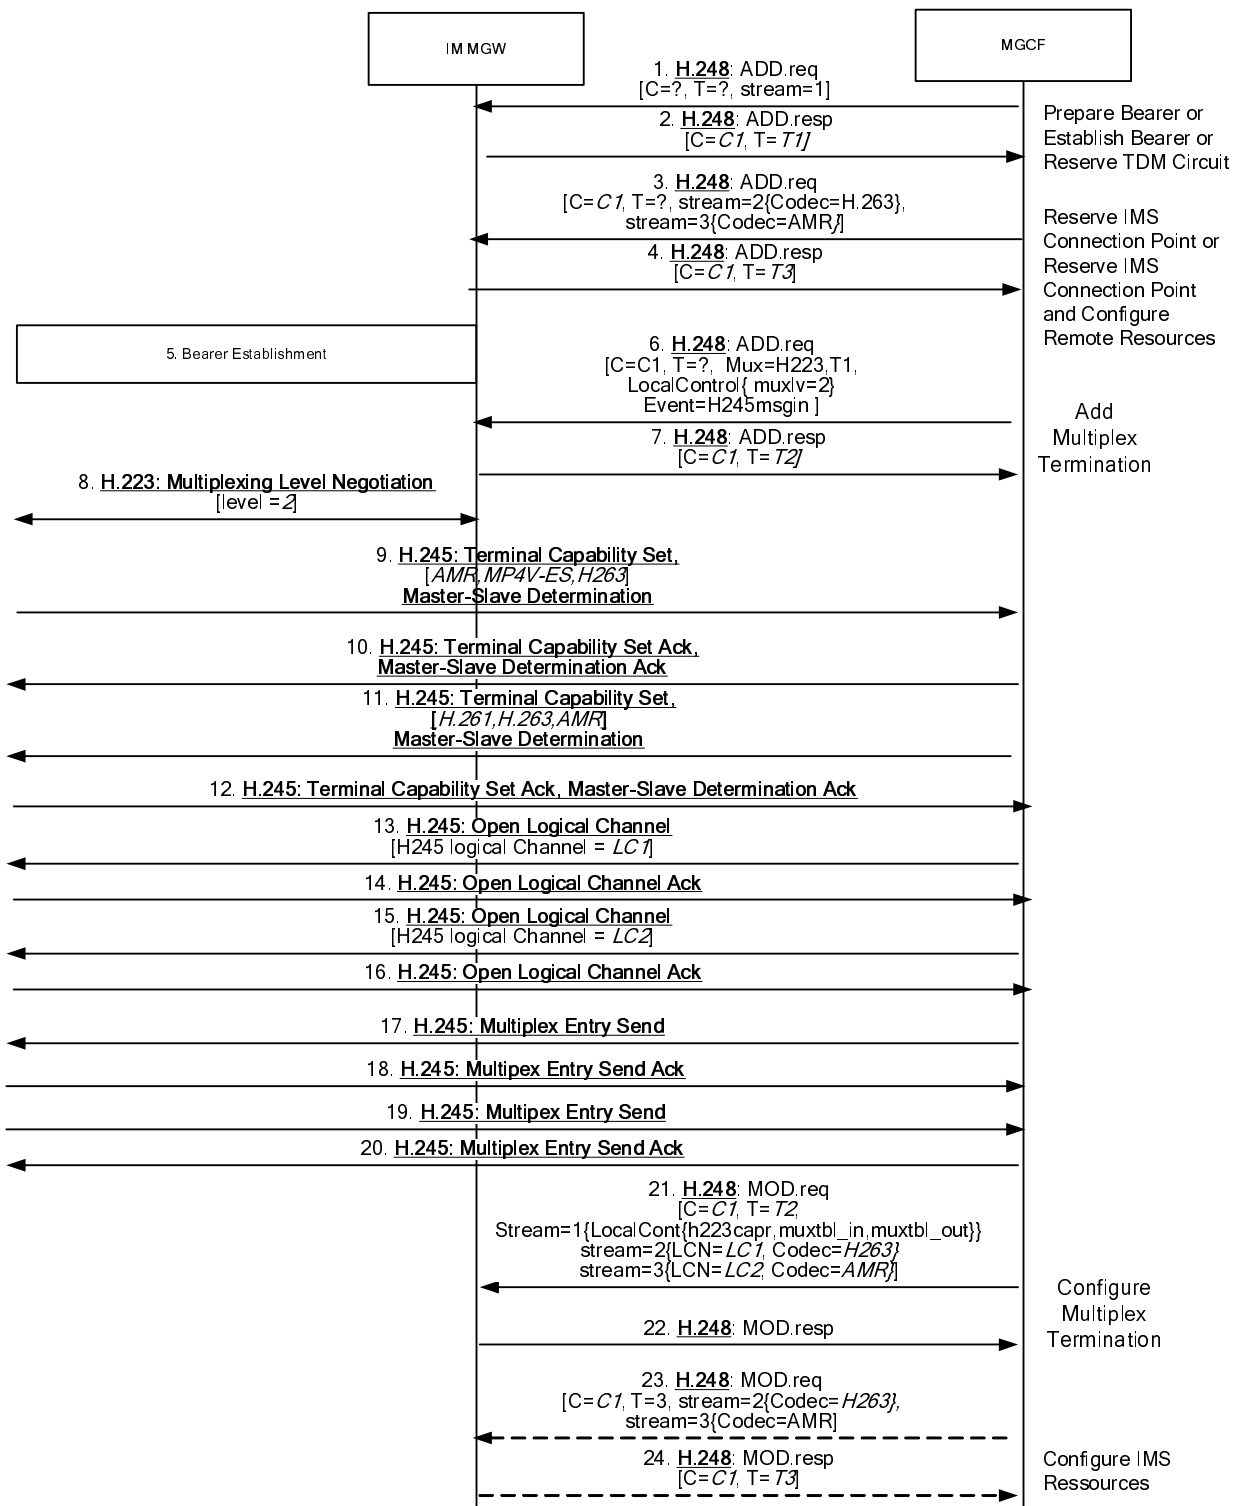 IM MGW
MGCF
1. H.248: ADD.req
[C=?, T=?, stream=1]
2. H.248: ADD.resp
[C=C1, T=T1]
Prepare Bearer or
Establish Bearer or
Reserve TDM Circuit
3. H.248: ADD.req
[C=C1, T=?, stream=2{Codec=H.263},
stream=3{Codec=AMR}]
4. H.248: ADD.resp
[C=C1, T=T3]
Reserve IMS
Connection Point or
Reserve IMS
Connection Point
and Configure
Remote Resources
5. Bearer Establishment
6. H.248: ADD.req
[C=C1, T=?, Mux=H223,T1,
LocalControl{ muxlv=2}
Event=H245msgin ]
7. H.248: ADD.resp
[C=C1, T=T2]
Add
Multiplex
Termination
8. H.223: Multiplexing Level Negotiation
[level =2]
9. H.245: Terminal Capability Set,
[AMR,MP4V-ES,H263]
Master-Slave Determination
10. H.245: Terminal Capability Set Ack,
Master-Slave Determination Ack
11. H.245: Terminal Capability Set,
[H.261,H.263,AMR]
Master-Slave Determination
12. H.245: Terminal Capability Set Ack, Master-Slave Determination Ack
13. H.245: Open Logical Channel
[H245 logical Channel = LC1]
14. H.245: Open Logical Channel Ack
15. H.245: Open Logical Channel
[H245 logical Channel = LC2]
16. H.245: Open Logical Channel Ack
17. H.245: Multiplex Entry Send
18. H.245: Multipex Entry Send Ack
19. H.245: Multipex Entry Send
20. H.245: Multiplex Entry Send Ack
21. H.248: MOD.req
[C=C1, T=T2,
Stream=1{LocalCont{h223capr,muxtbl_in,muxtbl_out}}
stream=2{LCN=LC1, Codec=H263}
stream=3{LCN=LC2, Codec=AMR}]
22. H.248: MOD.resp
Configure
Multiplex
Termination
23. H.248: MOD.req
[C=C1, T=3, stream=2{Codec=H263},
stream=3{Codec=AMR]
24. H.248: MOD.resp
[C=C1, T=T3]
Configure IMS
Ressources